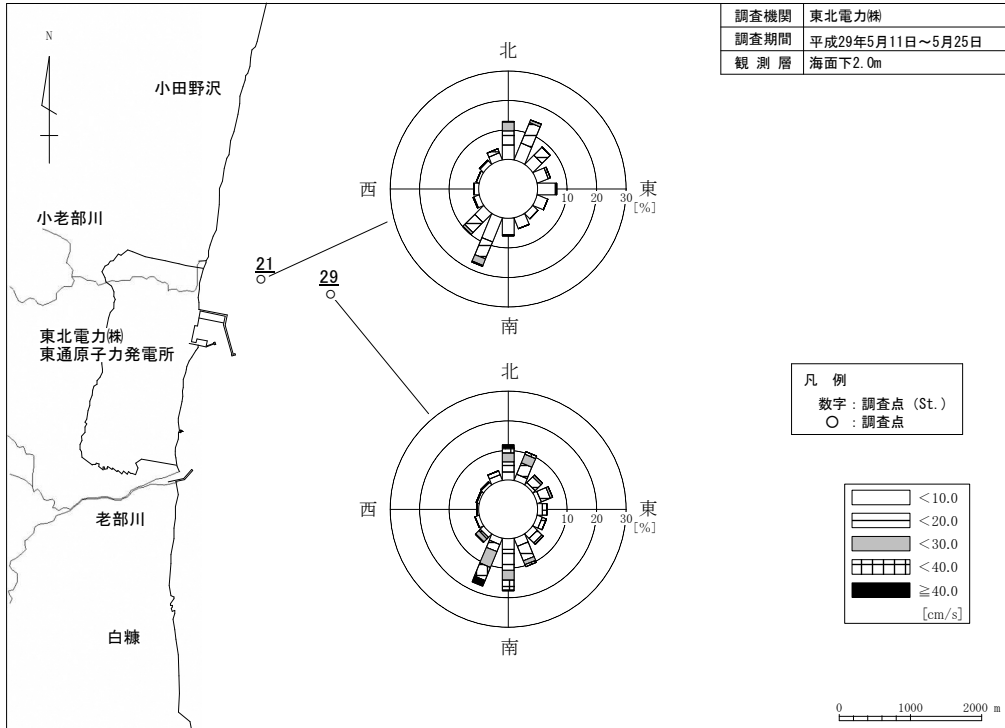 調査機関 東北電力㈱
調査期間 平成29年5月11日～5月25日
観測層 海面下2.0m
N
小田野沢
小老部川
21
29
東北電力㈱
東通原子力発電所
老部川
白糠
北
西
東
10 20 30
[%]
南
北
西
東
10 20 30
[%]
南
凡 例
数字：調査点（St.）
○：調査点
＜10.0
＜20.0
＜30.0
＜40.0
≧40.0
[cm/s]
0 1000 2000 m